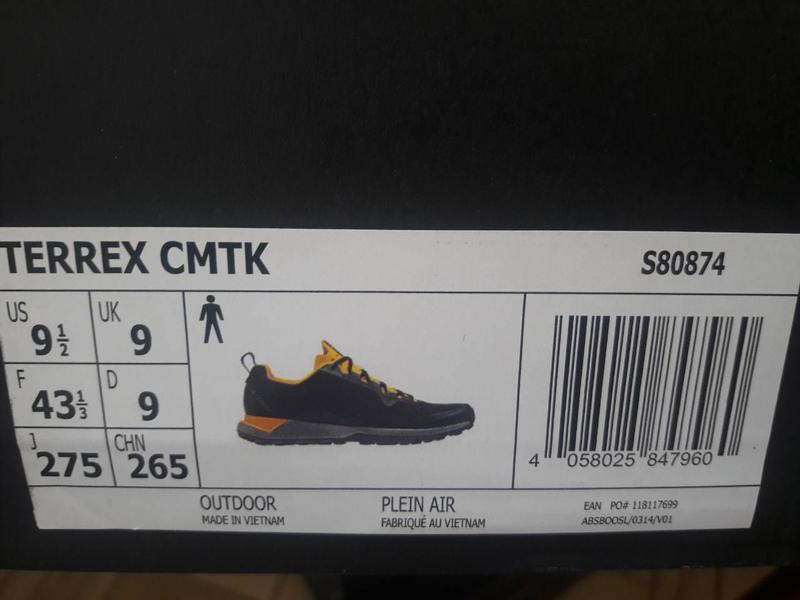 TERREX CMTK
S80874
US 9½
UK 9
F 43⅓
D 9
J 275
CHN 265
4 058025 847960
OUTDOOR
MADE IN VIETNAM
PLEIN AIR
FABRIQUÉ AU VIETNAM
EAN PO# 118117699
ABSBOOSL/0314/V01